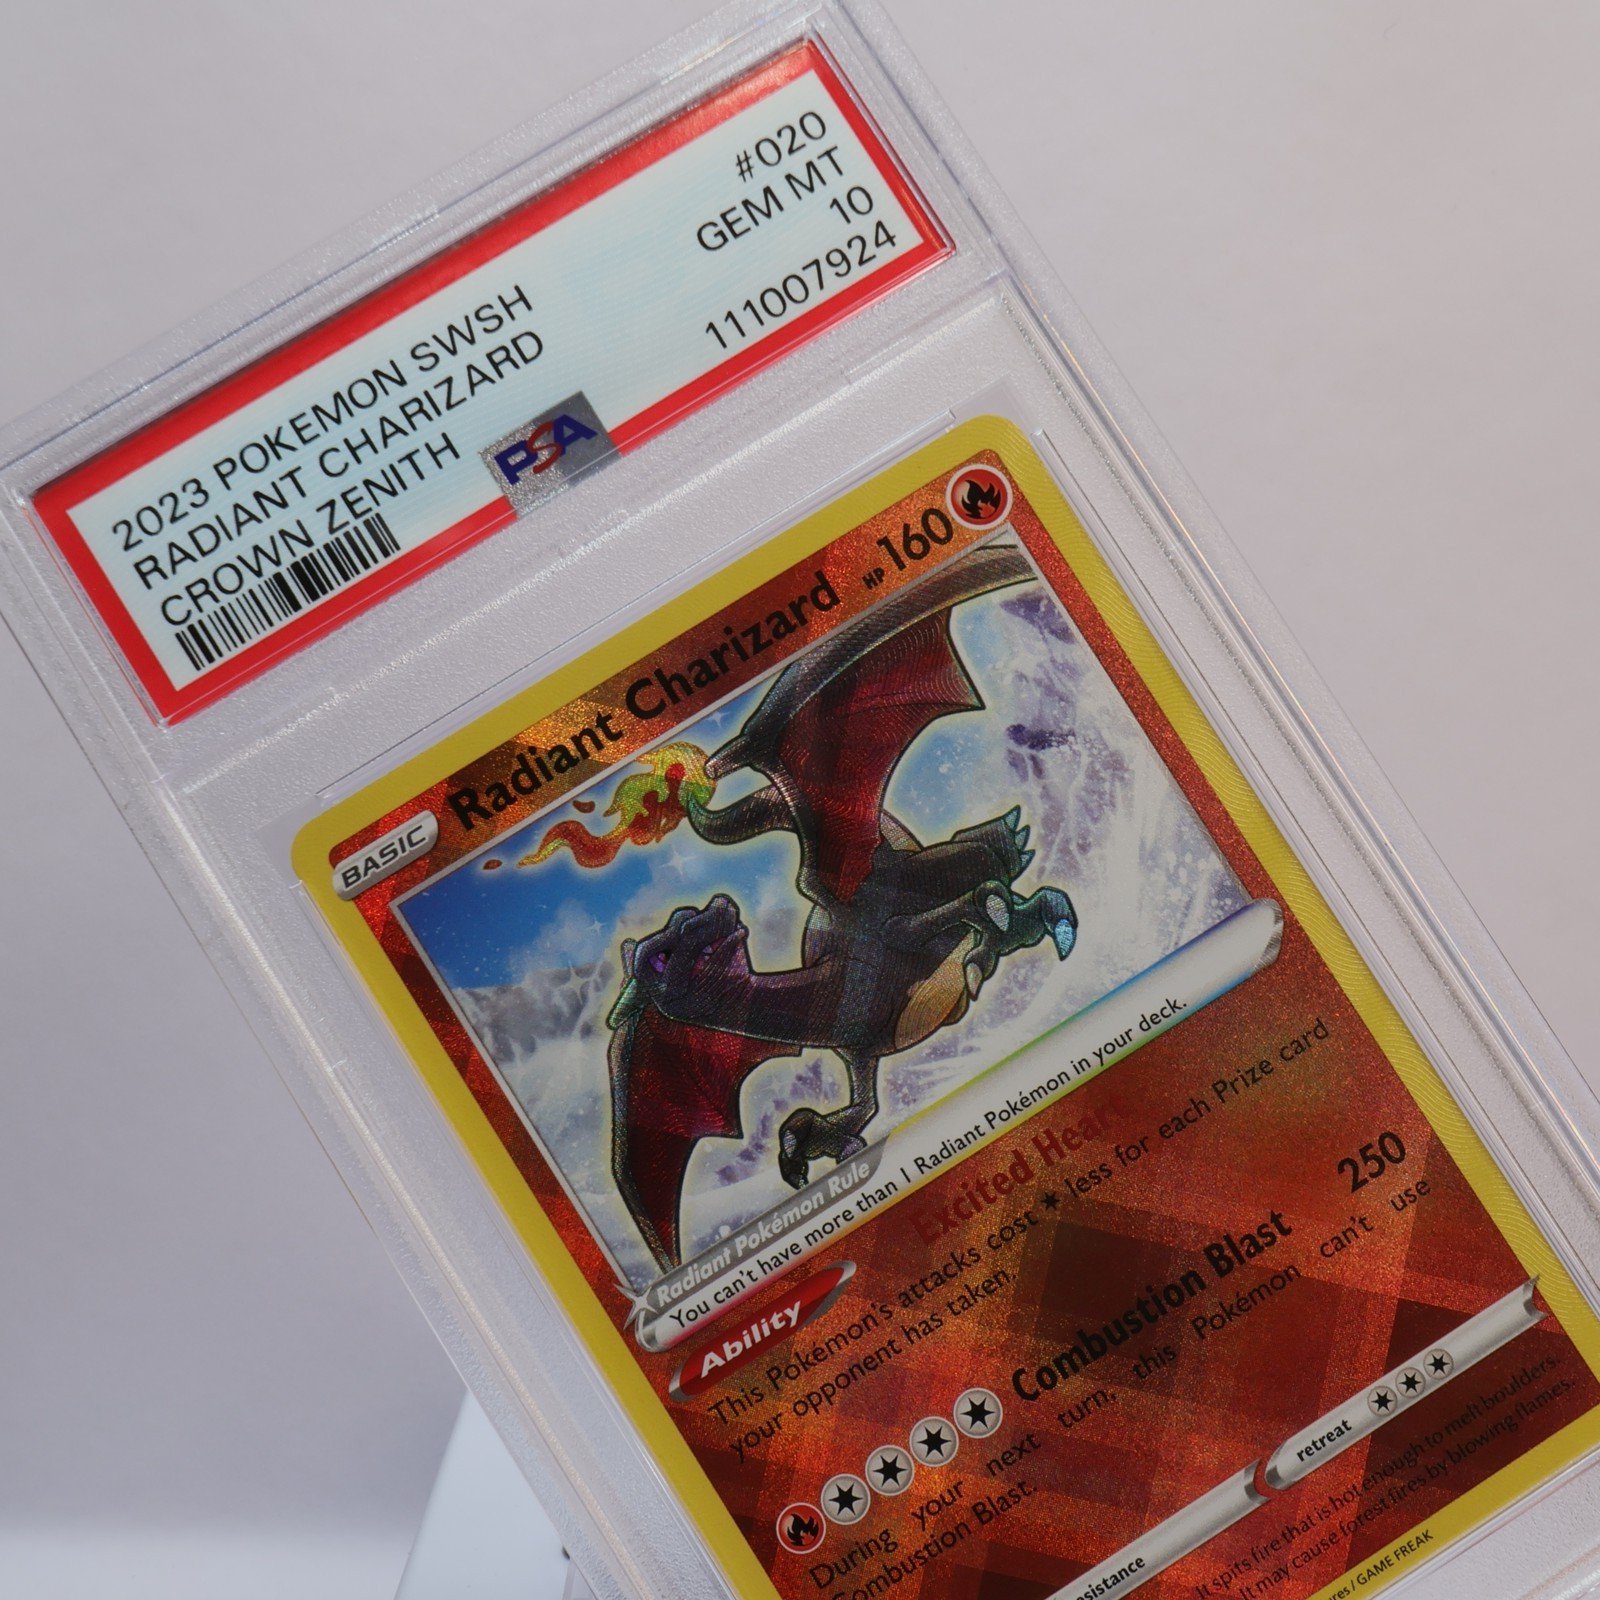 2023 POKEMON SWSH
RADIANT CHARIZARD
CROWN ZENITH
#020
GEM MT
10
111007924
PSA
BASIC
Radiant Charizard HP 160
Radiant Pokémon Rule
You can't have more than 1 Radiant Pokémon in your deck.
Ability Excited Heart
This Pokémon's attacks cost less for each Prize card
your opponent has taken.
Combustion Blast 250
During your next turn, this Pokémon can't use
Combustion Blast.
retreat
It spits fire that is hot enough to melt boulders.
It may cause forest fires by blowing flames.
GAME FREAK